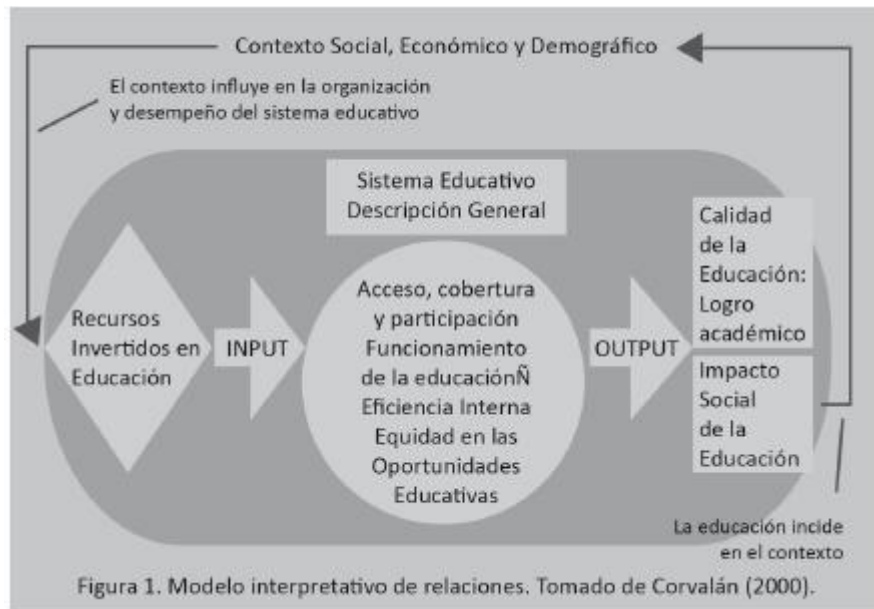 Contexto Social, Económico y Demográfico
El contexto influye en la organización
y desempeño del sistema educativo
Sistema Educativo
Descripción General
Recursos
Invertidos en
Educación
INPUT
Acceso, cobertura
y participación
Funcionamiento
de la educaciónÑ
Eficiencia Interna
Equidad en las
Oportunidades
Educativas
OUTPUT
Calidad
de la
Educación:
Logro
académico
Impacto
Social
de la
Educación
La educación incide
en el contexto
Figura 1. Modelo interpretativo de relaciones. Tomado de Corvalán (2000).